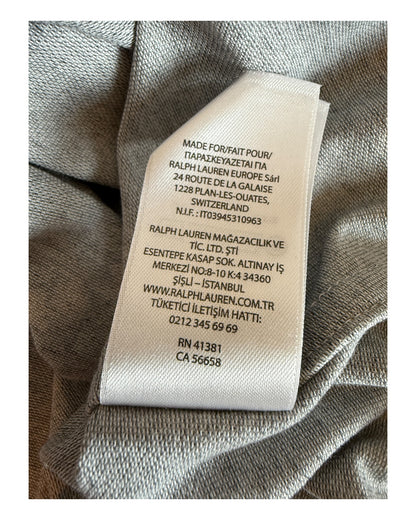 MADE FOR/FAIT POUR/
ΠΑΡΑΣΚΕΥΑΖΕΤΑΙ ΓΙΑ
RALPH LAUREN EUROPE Sárl
24 ROUTE DE LA GALAISE
1228 PLAN-LES-OUATES,
SWITZERLAND
N.I.F. : IT03945310963
RALPH LAUREN MAĞAZACILIK VE
TİC. LTD. ŞTİ
ESENTEPE KASAP SOK. ALTINAY İŞ
MERKEZİ NO:8-10 K:4 34360
ŞİŞLİ – İSTANBUL
WWW.RALPHLAUREN.COM.TR
TÜKETİCİ İLETİŞİM HATTI:
0212 345 69 69
RN 41381
CA 56658